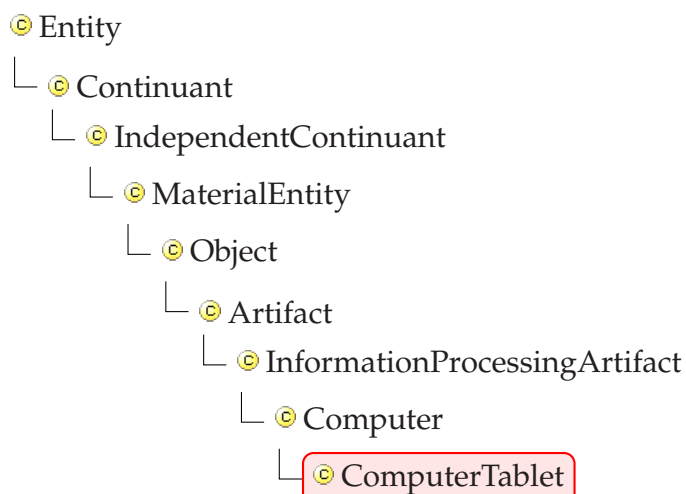 C Entity
C Continuant
C IndependentContinuant
C MaterialEntity
C Object
C Artifact
C InformationProcessingArtifact
C Computer
C ComputerTablet